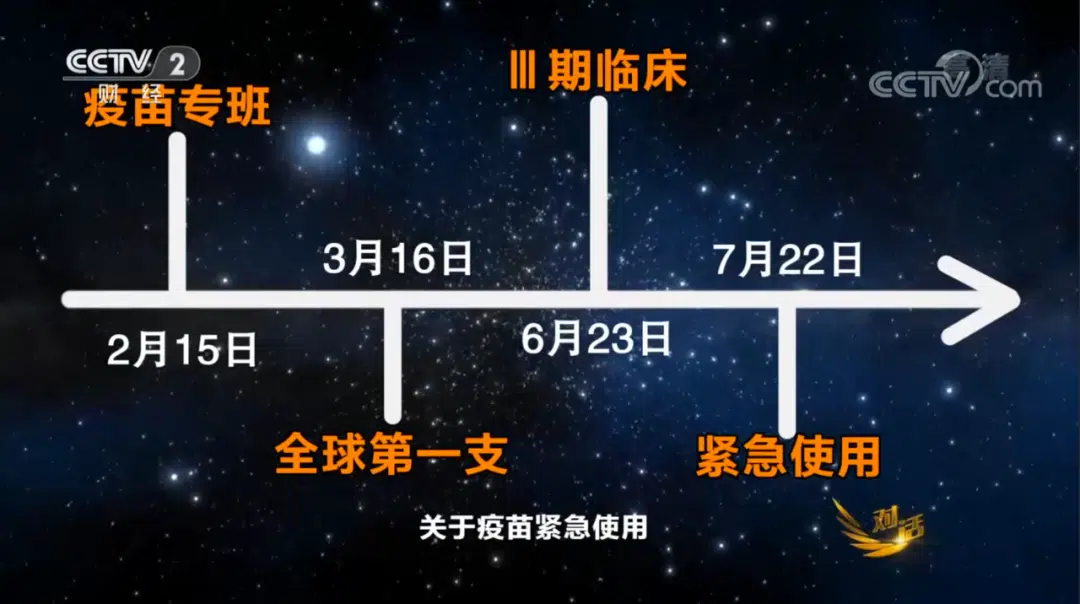 CCTV 2
财经
疫苗专班
Ⅲ期临床
高清
CCTV.com
3月16日
7月22日
2月15日
6月23日
全球第一支
紧急使用
关于疫苗紧急使用
对话